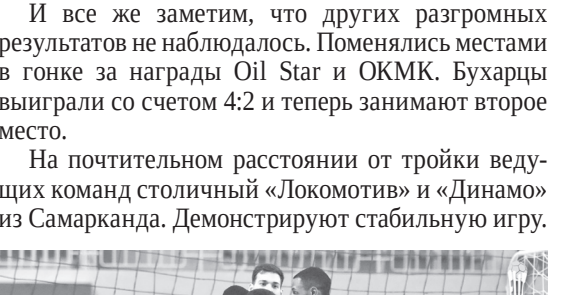 И все же заметим, что других разгромных
результатов не наблюдалось. Поменялись местами
в гонке за награды Oil Star и ОКМК. Бухарцы
выиграли со счетом 4:2 и теперь занимают второе
место.
На почтительном расстоянии от тройки веду-
щих команд столичный «Локомотив» и «Динамо»
из Самарканда. Демонстрируют стабильную игру.